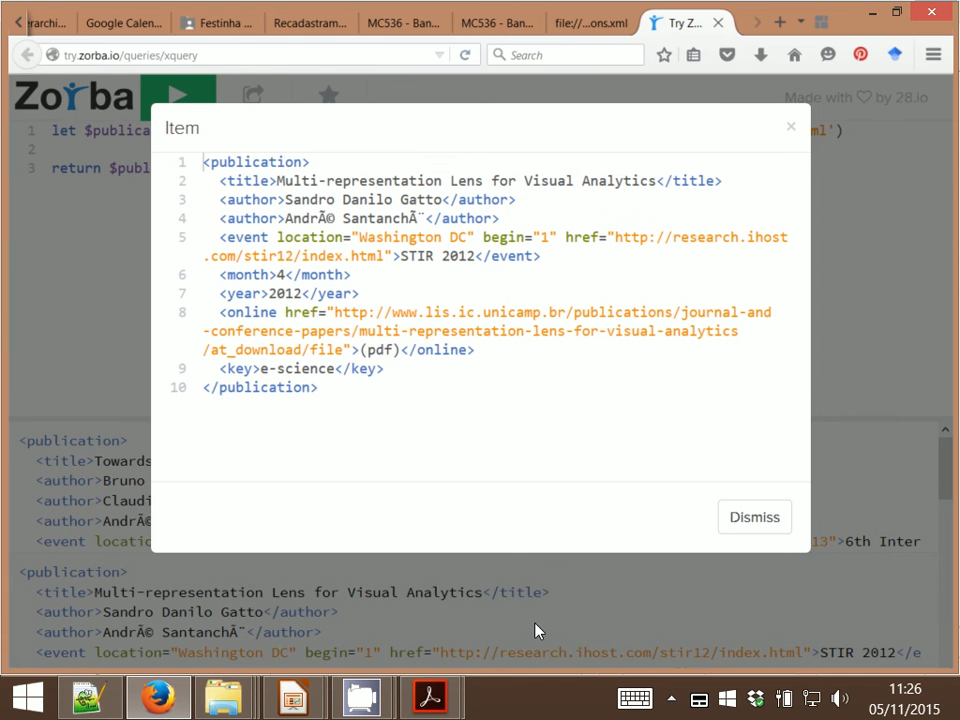 erarchi...
Google Calen...
Festinha ...
Recadastram...
MC536 - Ban...
MC536 - Ban...
file://...ons.xml
Try Z...
try.zorba.io/queries/xquery
Search
Zorba
Made with ♡ by 28.io
1 let $publica
ml')
2
3 return $publ
Item
×
1 <publication>
2 <title>Multi-representation Lens for Visual Analytics</title>
3 <author>Sandro Danilo Gatto</author>
4 <author>AndrÃ© SantanchÃ¨</author>
5 <event location="Washington DC" begin="1" href="http://research.ihost
.com/stir12/index.html">STIR 2012</event>
6 <month>4</month>
7 <year>2012</year>
8 <online href="http://www.lis.ic.unicamp.br/publications/journal-and
-conference-papers/multi-representation-lens-for-visual-analytics
/at_download/file">(pdf)</online>
9 <key>e-science</key>
10 </publication>
Dismiss
<publication>
<title>Towards
<author>Bruno
<author>Claudi
<author>AndrÃ©
<event locatio
13">6th Inter
<publication>
<title>Multi-representation Lens for Visual Analytics</title>
<author>Sandro Danilo Gatto</author>
<author>AndrÃ© SantanchÃ¨</author>
<event location="Washington DC" begin="1" href="http://research.ihost.com/stir12/index.html">STIR 2012</e
11:26
05/11/2015